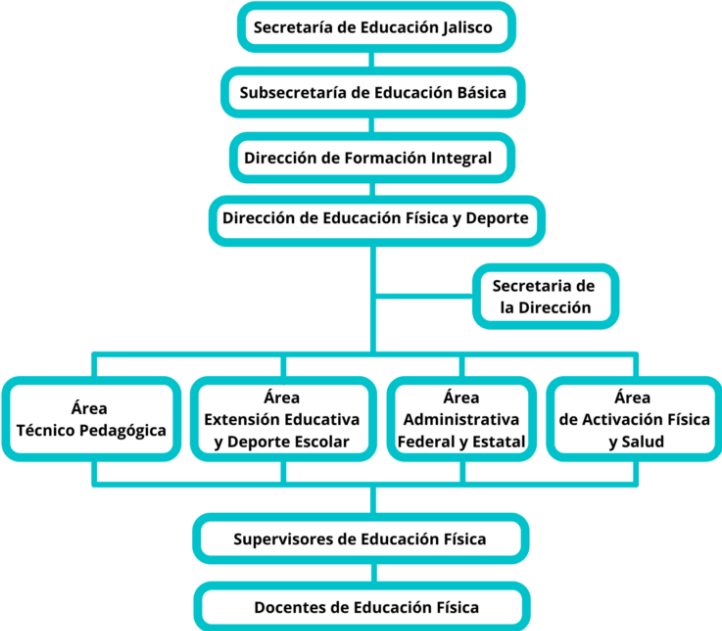 Secretaría de Educación Jalisco
Subsecretaría de Educación Básica
Dirección de Formación Integral
Dirección de Educación Física y Deporte
Secretaria de
la Dirección
Área
Técnico Pedagógica
Área
Extensión Educativa
y Deporte Escolar
Área
Administrativa
Federal y Estatal
Área
de Activación Física
y Salud
Supervisores de Educación Física
Docentes de Educación Física